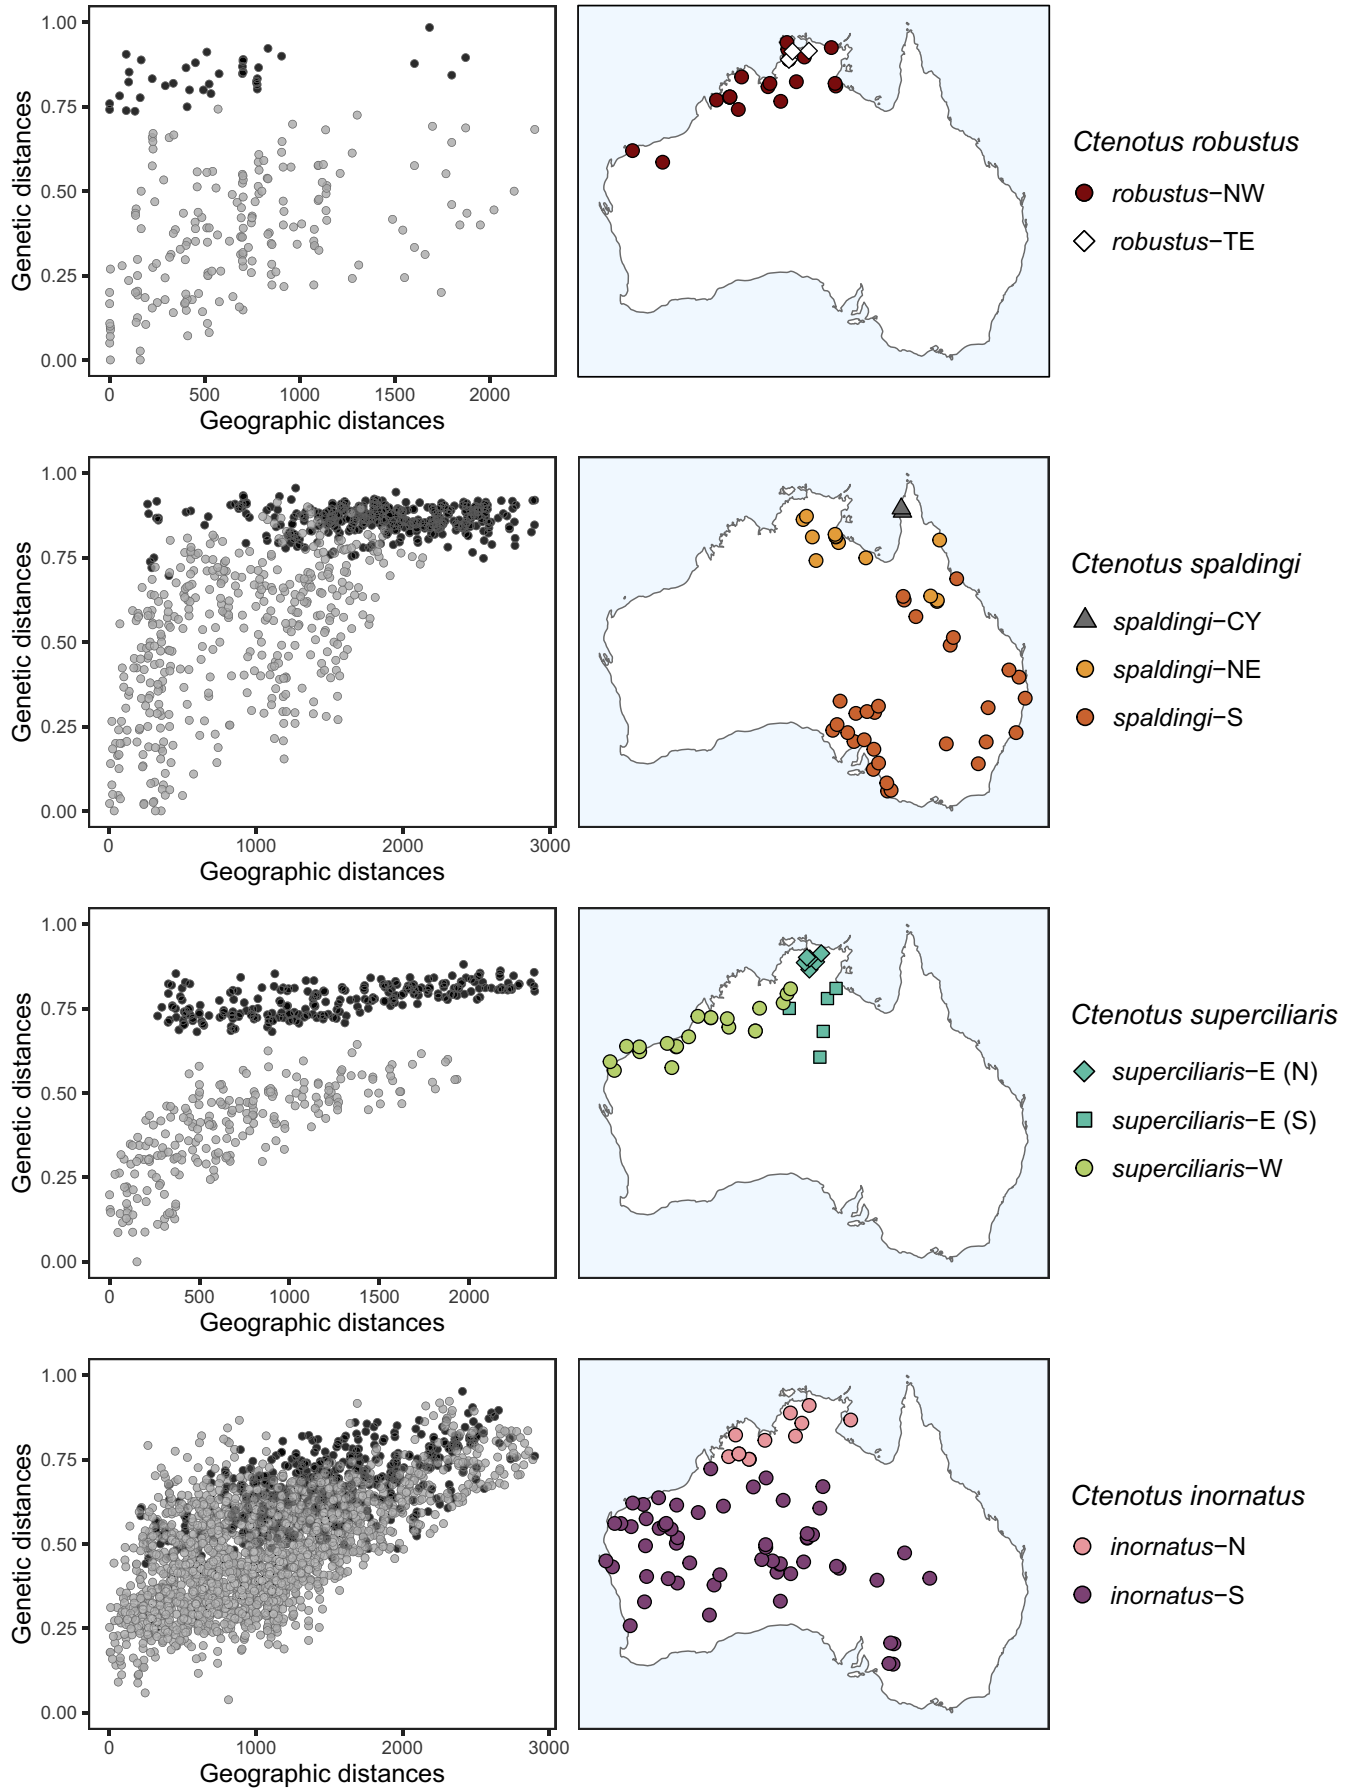 1.00
0.75
0.50
0.25
0.00
Genetic distances
0 500 1000 1500 2000
Geographic distances
Ctenotus robustus
robustus−NW
robustus−TE
1.00
0.75
0.50
0.25
0.00
Genetic distances
0 1000 2000 3000
Geographic distances
Ctenotus spaldingi
spaldingi−CY
spaldingi−NE
spaldingi−S
1.00
0.75
0.50
0.25
0.00
Genetic distances
0 500 1000 1500 2000
Geographic distances
Ctenotus superciliaris
superciliaris−E (N)
superciliaris−E (S)
superciliaris−W
1.00
0.75
0.50
0.25
0.00
Genetic distances
0 1000 2000 3000
Geographic distances
Ctenotus inornatus
inornatus−N
inornatus−S